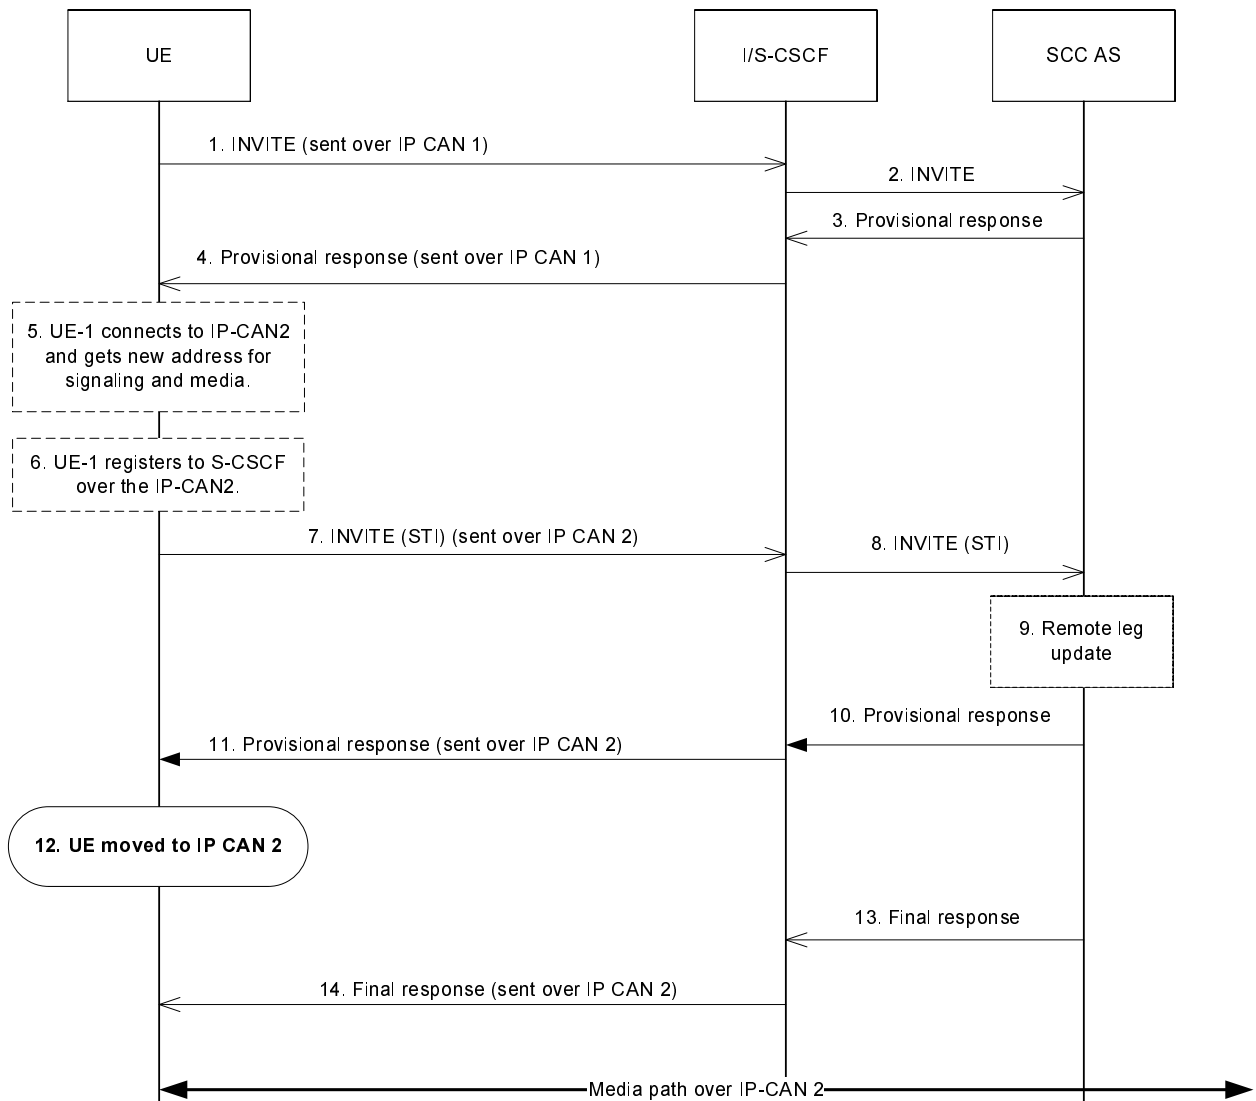 UE
I/S-CSCF
SCC AS
1. INVITE (sent over IP CAN 1)
2. INVITE
3. Provisional response
4. Provisional response (sent over IP CAN 1)
5. UE-1 connects to IP-CAN2
and gets new address for
signaling and media.
6. UE-1 registers to S-CSCF
over the IP-CAN2.
7. INVITE (STI) (sent over IP CAN 2)
8. INVITE (STI)
9. Remote leg
update
10. Provisional response
11. Provisional response (sent over IP CAN 2)
12. UE moved to IP CAN 2
13. Final response
14. Final response (sent over IP CAN 2)
Media path over IP-CAN 2